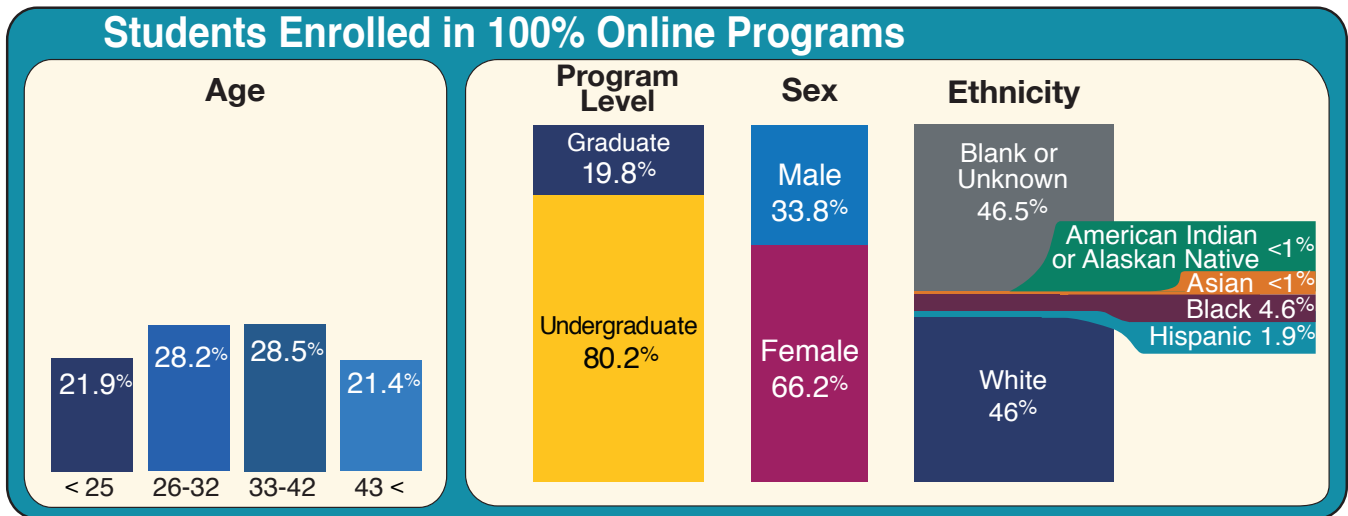 Students Enrolled in 100% Online Programs
Age
21.9%
28.2%
28.5%
21.4%
< 25
26-32
33-42
43 <
Program
Level
Graduate
19.8%
Undergraduate
80.2%
Sex
Male
33.8%
Female
66.2%
Ethnicity
Blank or
Unknown
46.5%
American Indian
or Alaskan Native <1%
Asian <1%
Black 4.6%
Hispanic 1.9%
White
46%